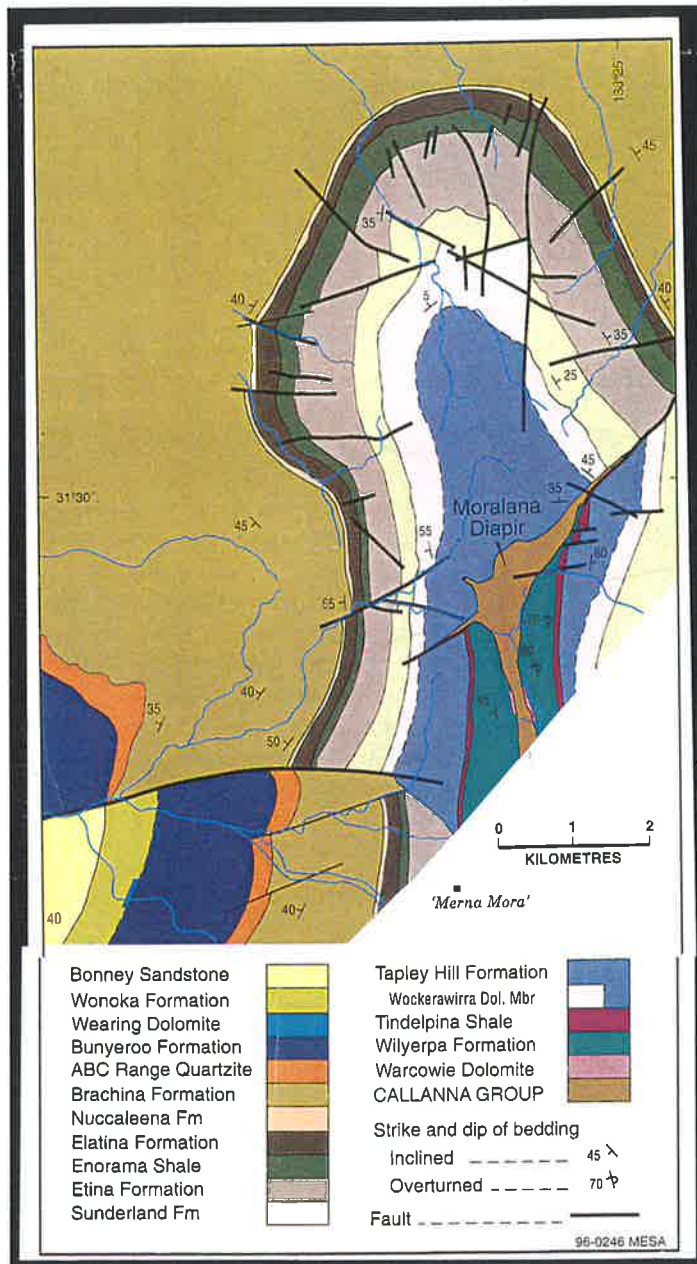 138°25'
45
35
40
45
40
35
25
45
35
31°30'
Moralana
Diapir
45
55
60
65
35
40
50
0 1 2
KILOMETRES
'Merna Mora'
40
40
Bonney Sandstone
Wonoka Formation
Wearing Dolomite
Bunyeroo Formation
ABC Range Quartzite
Brachina Formation
Nuccaleena Fm
Elatina Formation
Enorama Shale
Etina Formation
Sunderland Fm
Tapley Hill Formation
Wockerawirra Dol. Mbr
Tindelpina Shale
Wilyerpa Formation
Warcowie Dolomite
CALLANNA GROUP
Strike and dip of bedding
Inclined 45
Overturned 70
Fault
96-0246 MESA